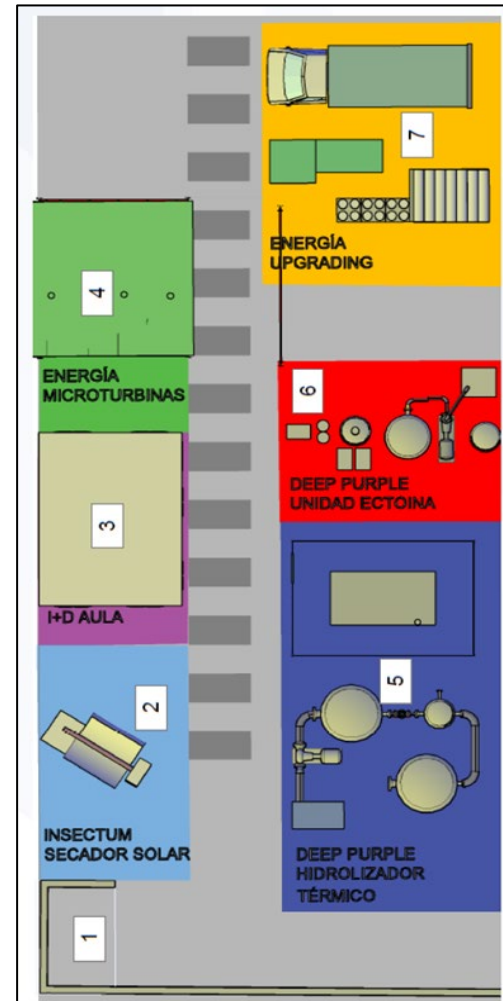 7
ENERGÍA
UPGRADING
4
ENERGÍA
MICROTURBINAS
6
DEEP PURPLE
UNIDAD ECTOINA
3
I+D AULA
2
INSECTUM
SECADOR SOLAR
5
DEEP PURPLE
HIDROLIZADOR
TÉRMICO
1